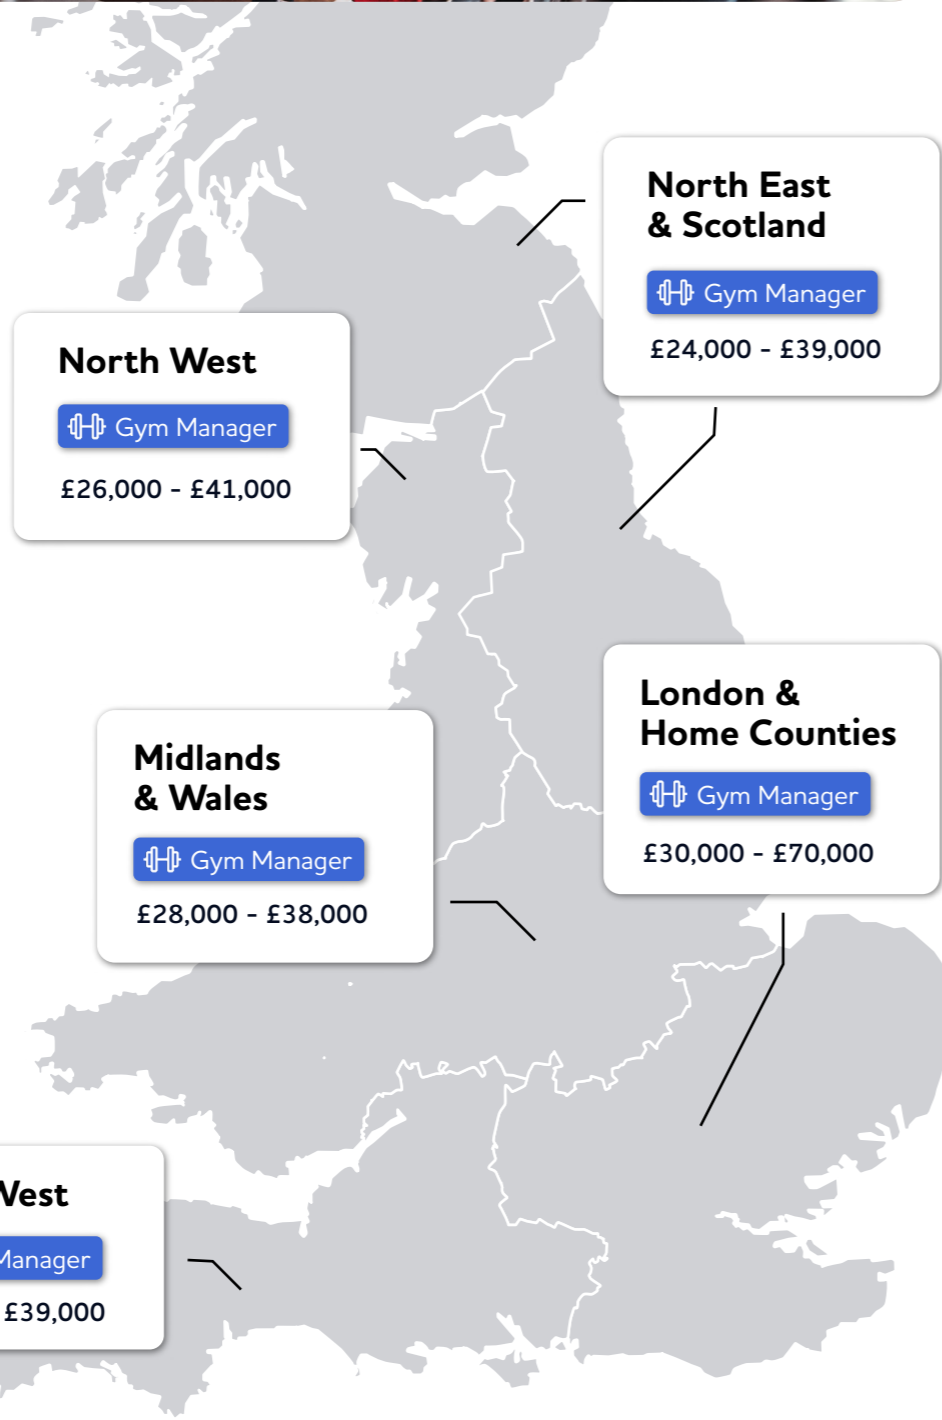 North East
& Scotland
Gym Manager
£24,000 - £39,000
North West
Gym Manager
£26,000 - £41,000
London &
Home Counties
Gym Manager
£30,000 - £70,000
Midlands
& Wales
Gym Manager
£28,000 - £38,000
West
Manager
£39,000